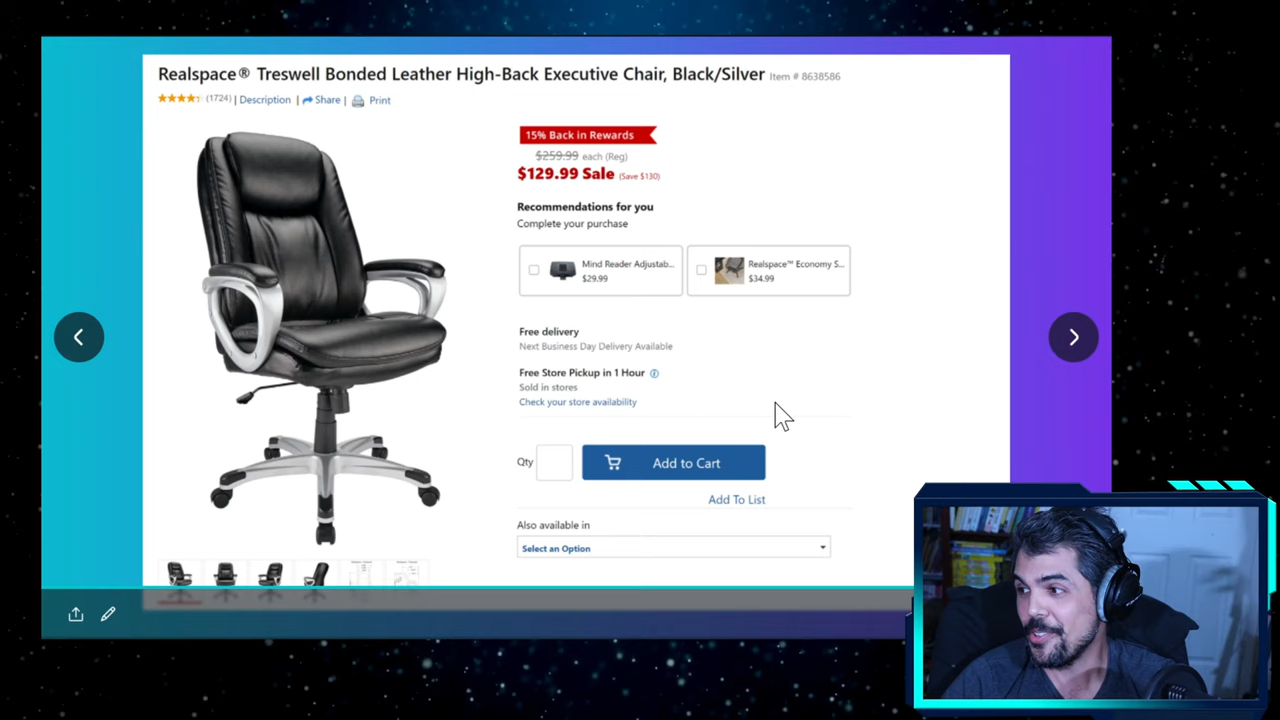 Realspace® Treswell Bonded Leather High-Back Executive Chair, Black/Silver Item # 8638586
(1724) | Description | Share | Print
15% Back in Rewards
$259.99 each (Reg)
$129.99 Sale (Save $130)
Recommendations for you
Complete your purchase
Mind Reader Adjustab...
$29.99
Realspace™ Economy S...
$34.99
Free delivery
Next Business Day Delivery Available
Free Store Pickup in 1 Hour
Sold in stores
Check your store availability
Qty
Add to Cart
Add To List
Also available in
Select an Option